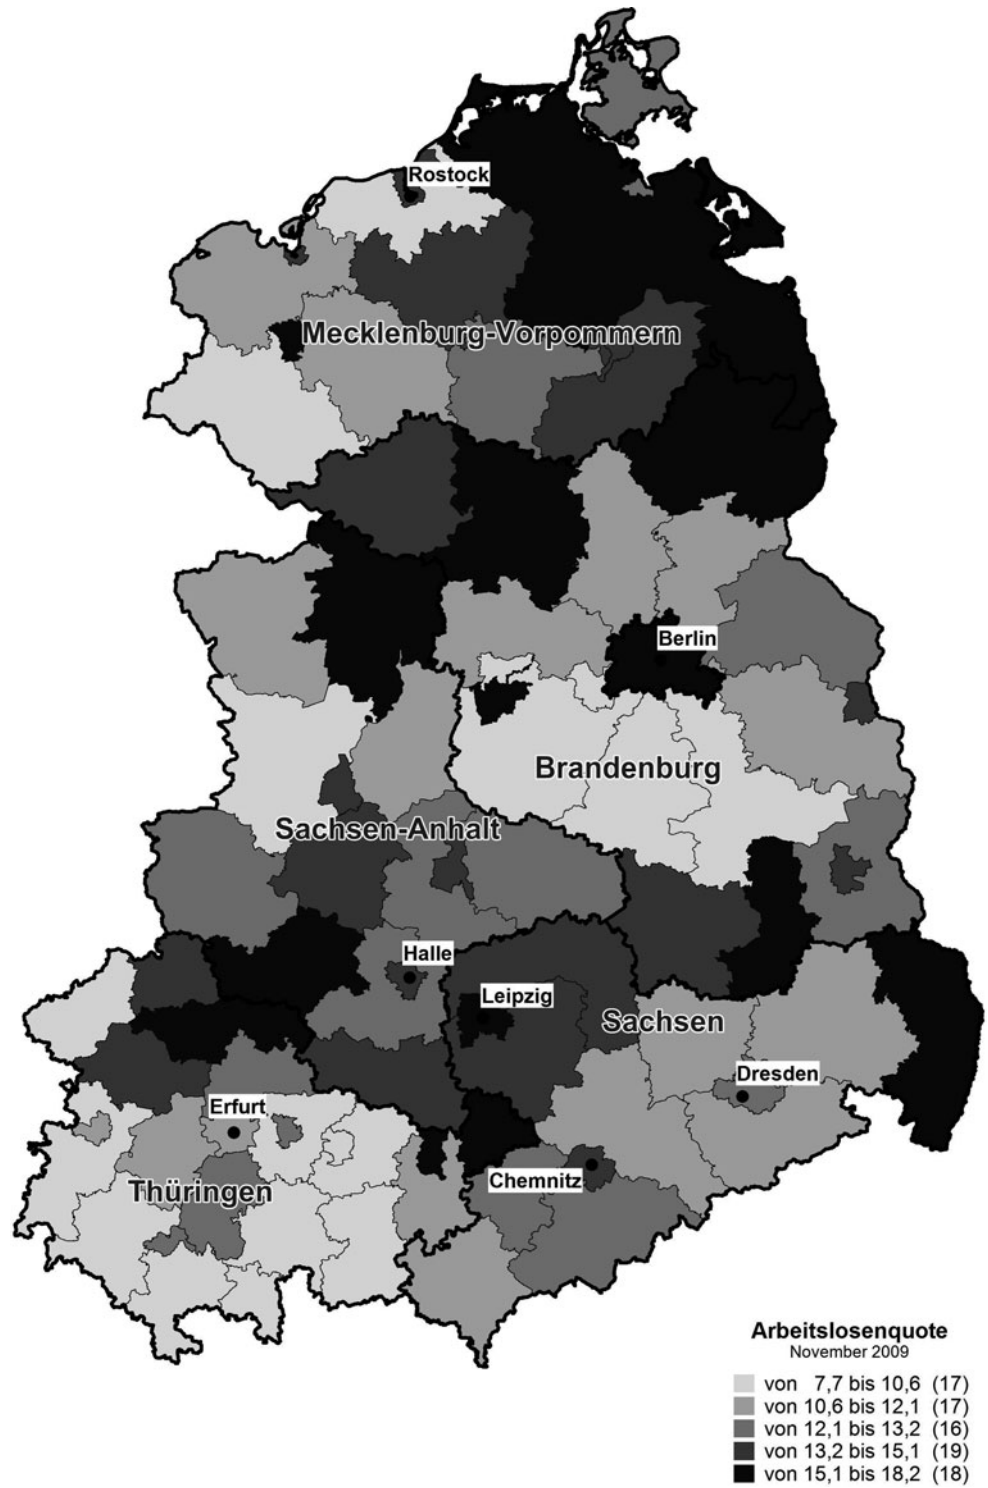 Rostock
Mecklenburg-Vorpommern
Berlin
Brandenburg
Sachsen-Anhalt
Halle
Leipzig
Sachsen
Dresden
Erfurt
Chemnitz
Thüringen
Arbeitslosenquote
November 2009
von 7,7 bis 10,6 (17)
von 10,6 bis 12,1 (17)
von 12,1 bis 13,2 (16)
von 13,2 bis 15,1 (19)
von 15,1 bis 18,2 (18)